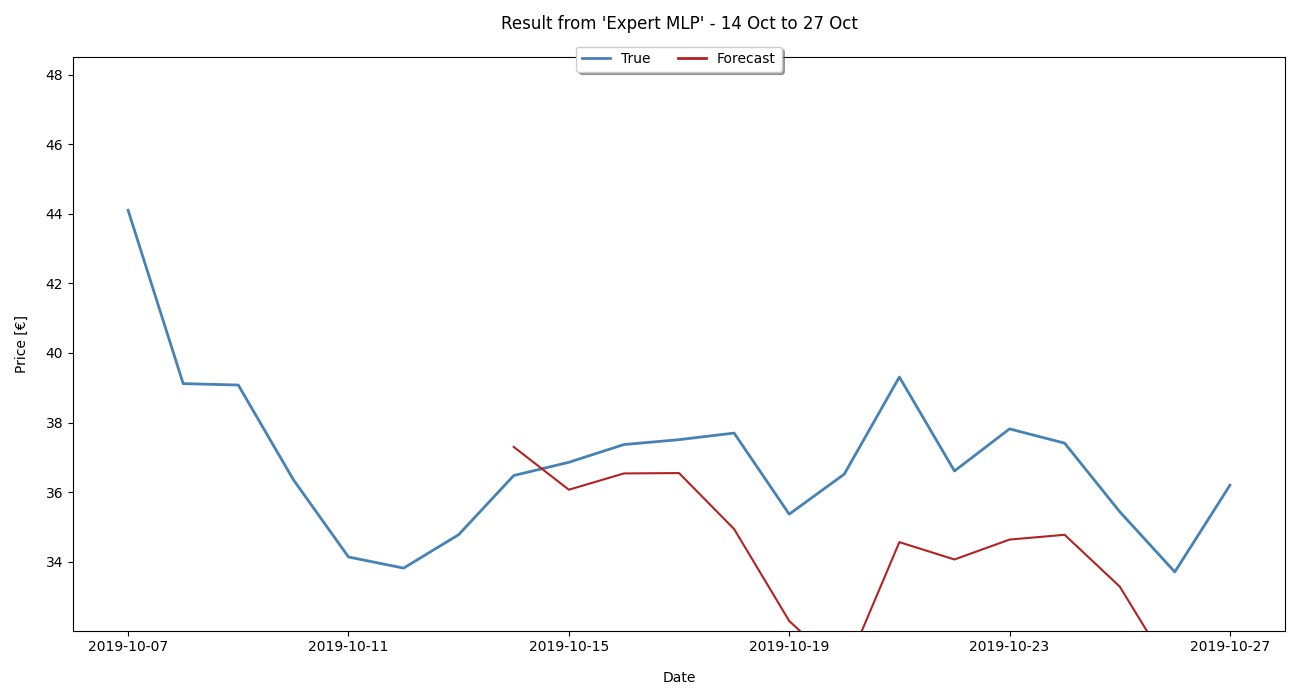 Result from 'Expert MLP' - 14 Oct to 27 Oct
True Forecast
48
46
44
42
40
38
36
34
Price [€]
2019-10-07 2019-10-11 2019-10-15 2019-10-19 2019-10-23 2019-10-27
Date